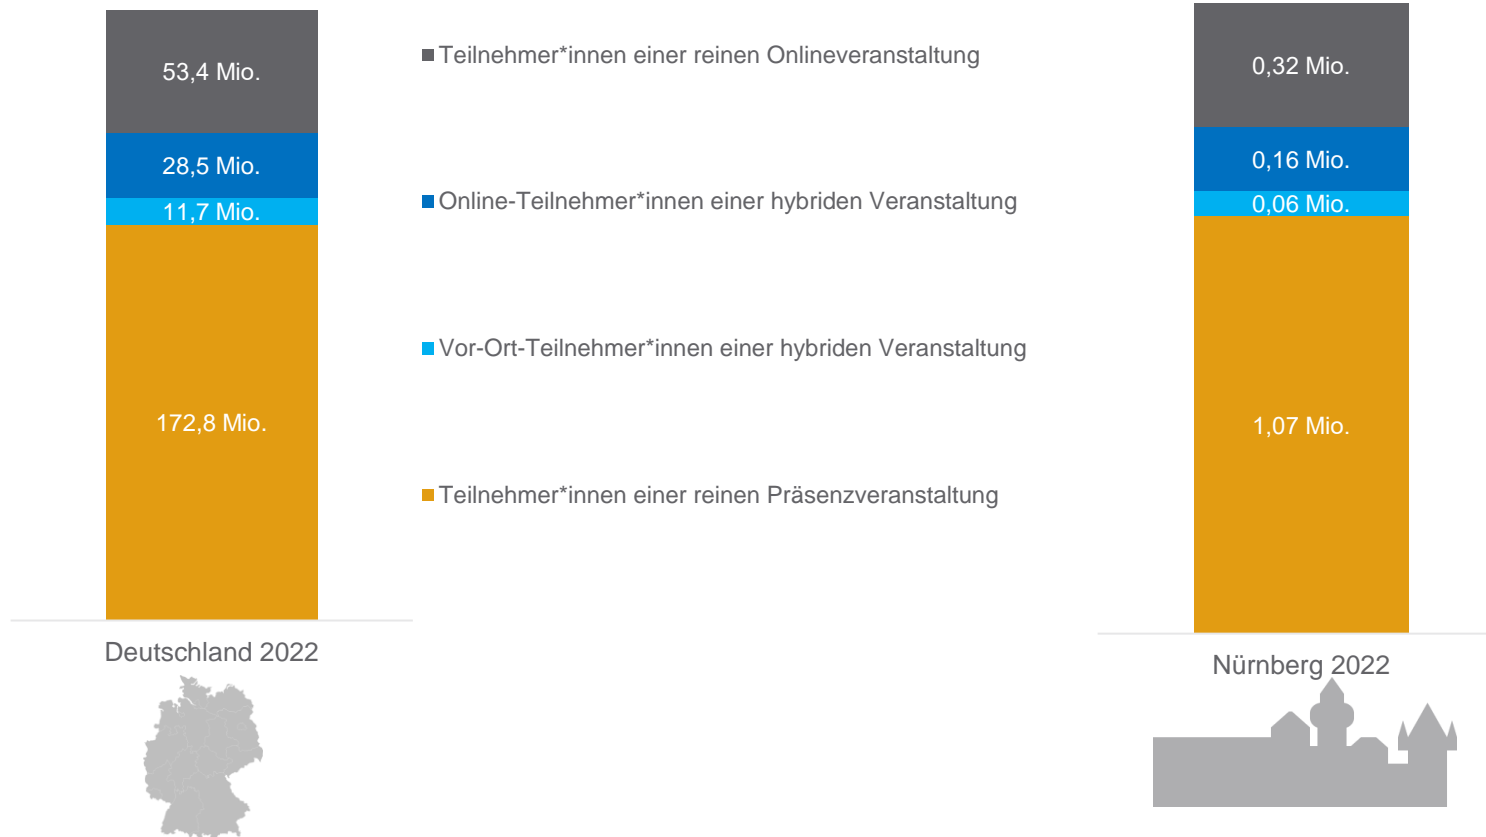 53,4 Mio.
28,5 Mio.
11,7 Mio.
172,8 Mio.
Deutschland 2022
Teilnehmer*innen einer reinen Onlineveranstaltung
Online-Teilnehmer*innen einer hybriden Veranstaltung
Vor-Ort-Teilnehmer*innen einer hybriden Veranstaltung
Teilnehmer*innen einer reinen Präsenzveranstaltung
0,32 Mio.
0,16 Mio.
0,06 Mio.
1,07 Mio.
Nürnberg 2022